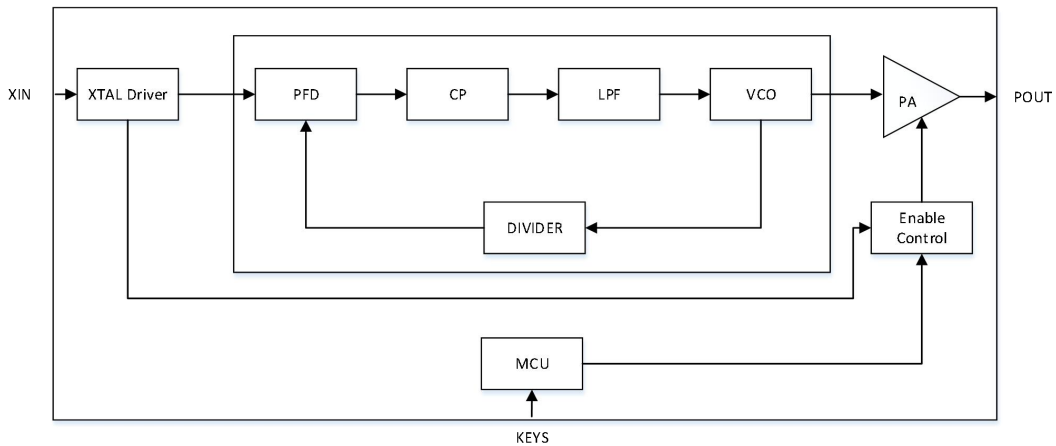 XIN
XTAL Driver
PFD
CP
LPF
VCO
PA
POUT
DIVIDER
Enable
Control
MCU
KEYS